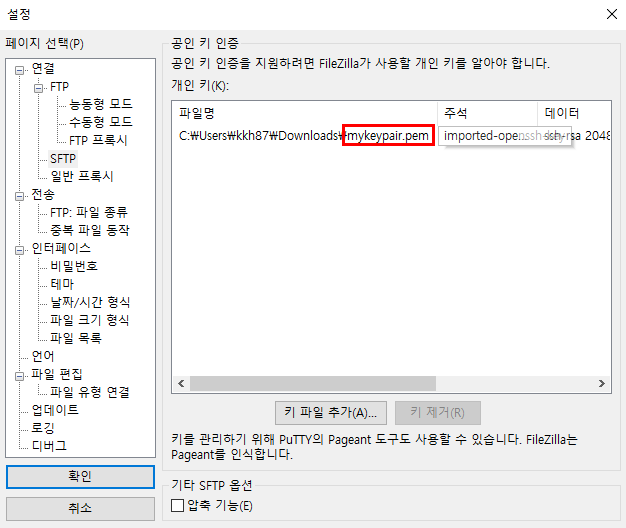 설정
페이지 선택(P)
연결
FTP
능동형 모드
수동형 모드
FTP 프록시
SFTP
일반 프록시
전송
FTP: 파일 종류
중복 파일 동작
인터페이스
비밀번호
테마
날짜/시간 형식
파일 크기 형식
파일 목록
언어
파일 편집
파일 유형 연결
업데이트
로깅
디버그
확인
취소
공인 키 인증
공인 키 인증을 지원하려면 FileZilla가 사용할 개인 키를 알아야 합니다.
개인 키(K):
파일명 주석 데이터
C:₩Users₩kkh87₩Downloads₩mykeypair.pem imported-open ssh-rsa 2048
키 파일 추가(A)... 키 제거(R)
키를 관리하기 위해 PuTTY의 Pageant 도구도 사용할 수 있습니다. FileZilla는
Pageant를 인식합니다.
기타 SFTP 옵션
압축 기능(E)